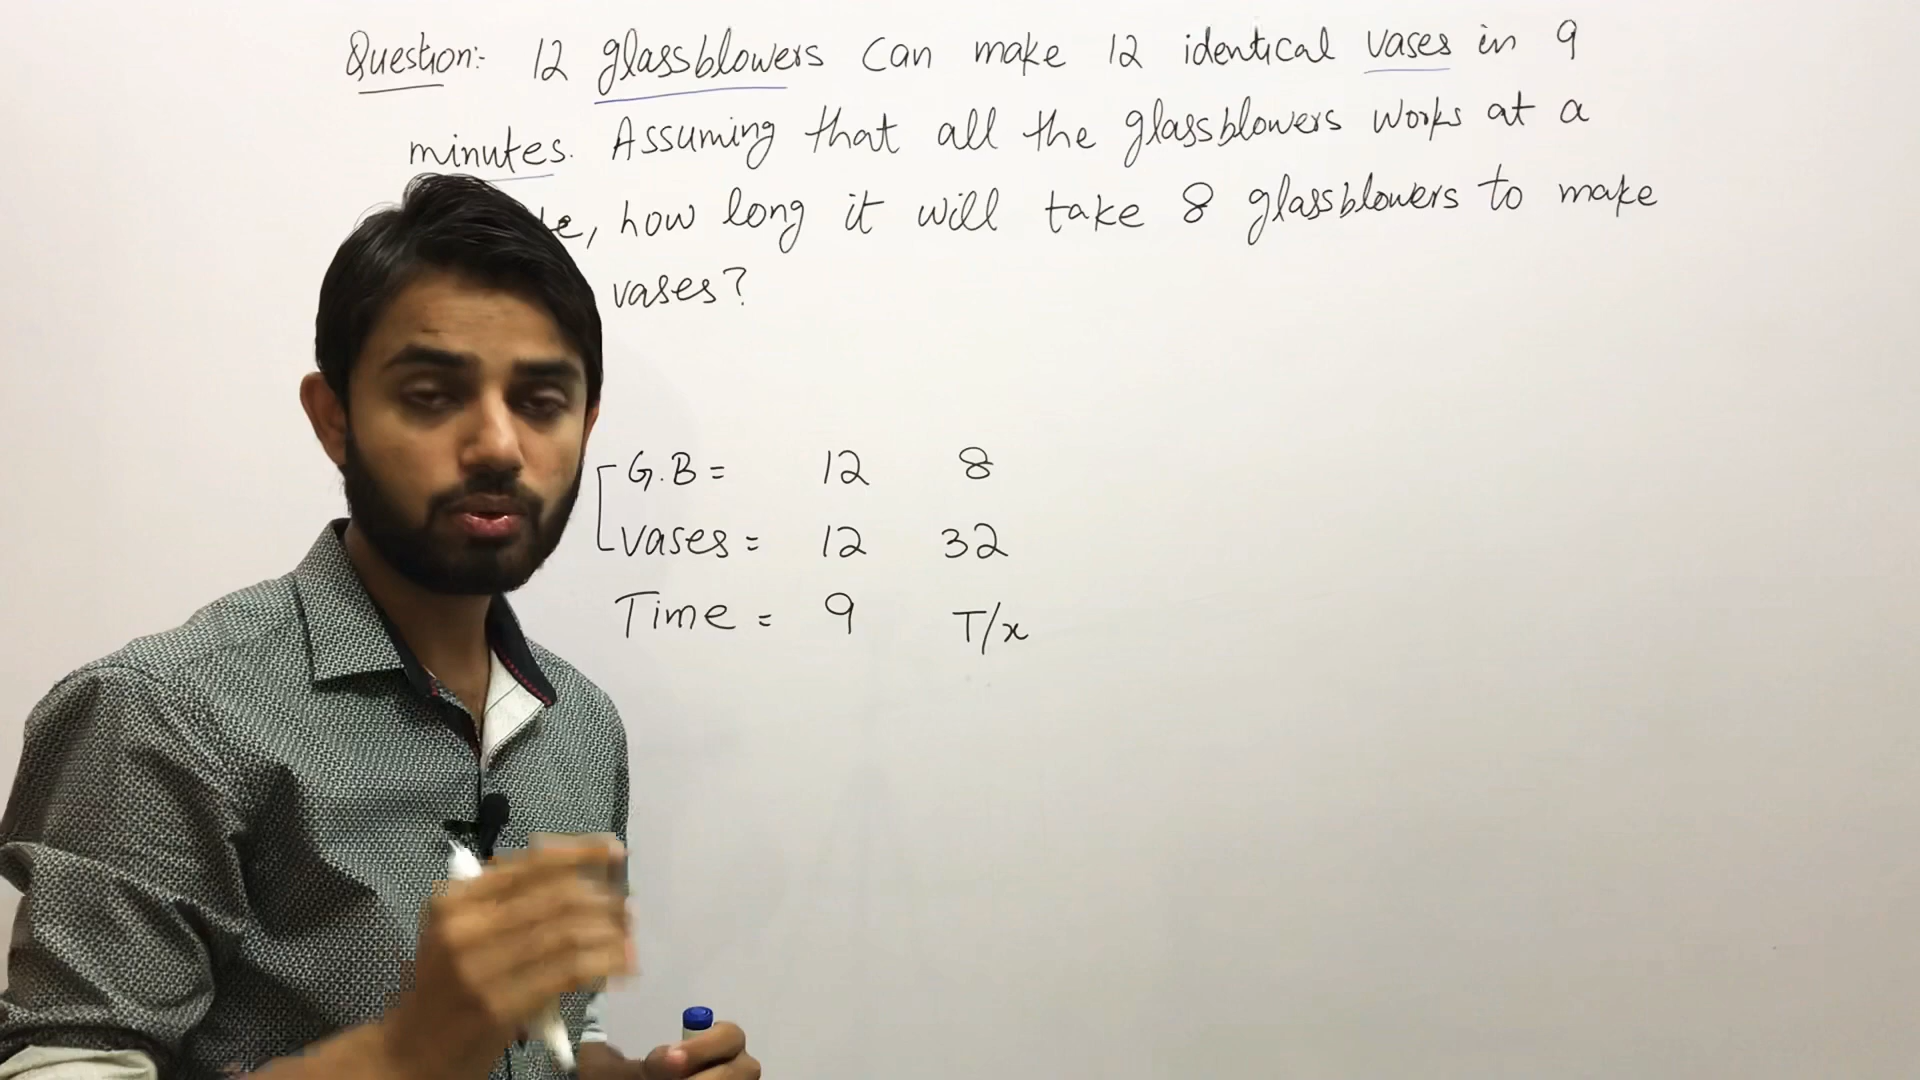 Question:- 12 glassblowers can make 12 identical vases in 9
minutes. Assuming that all the glassblowers works at a
how long it will take 8 glassblowers to make
vases?
G.B = 12 8
vases = 12 32
Time = 9 T/x